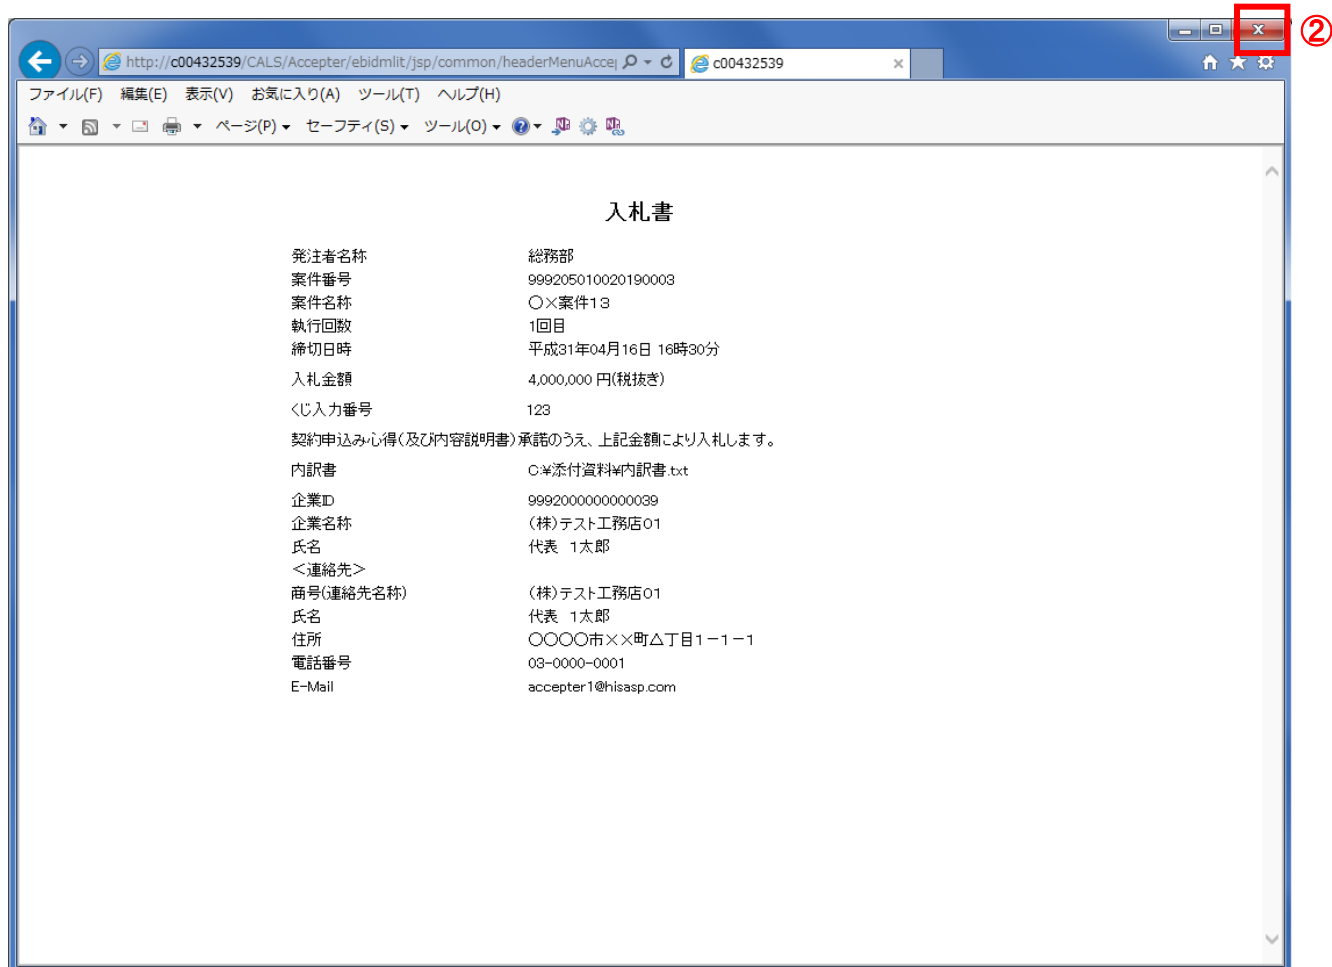 ②
http://c00432539/CALS/Accepter/ebidmlit/jsp/common/headerMenuAccep
c00432539
ファイル(F) 編集(E) 表示(V) お気に入り(A) ツール(T) ヘルプ(H)
ページ(P) セーフティ(S) ツール(O)
入札書
発注者名称 総務部
案件番号 999205010020190003
案件名称 ○×案件13
執行回数 1回目
締切日時 平成31年04月16日 16時30分
入札金額 4,000,000 円(税抜き)
くじ入力番号 123
契約申込み心得(及び内容説明書)承諾のうえ、上記金額により入札します。
内訳書 C:¥添付資料¥内訳書.txt
企業ID 9992000000000039
企業名称 (株)テスト工務店01
氏名 代表 1太郎
<連絡先>
商号(連絡先名称) (株)テスト工務店01
氏名 代表 1太郎
住所 ○○○○市××町△丁目1-1-1
電話番号 03-0000-0001
E-Mail accepter1@hisasp.com